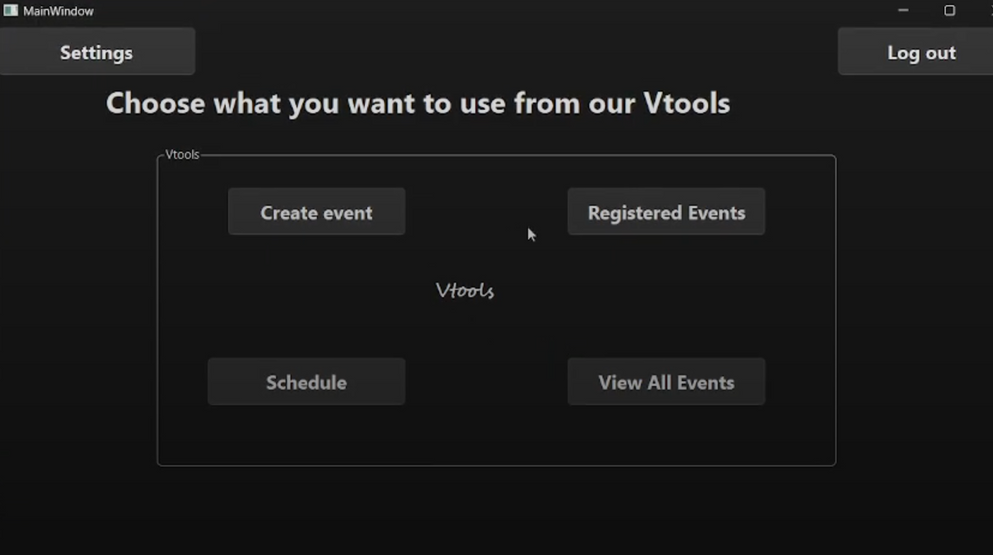 MainWindow
Settings
Log out
Choose what you want to use from our Vtools
Vtools
Create event
Registered Events
Vtools
Schedule
View All Events